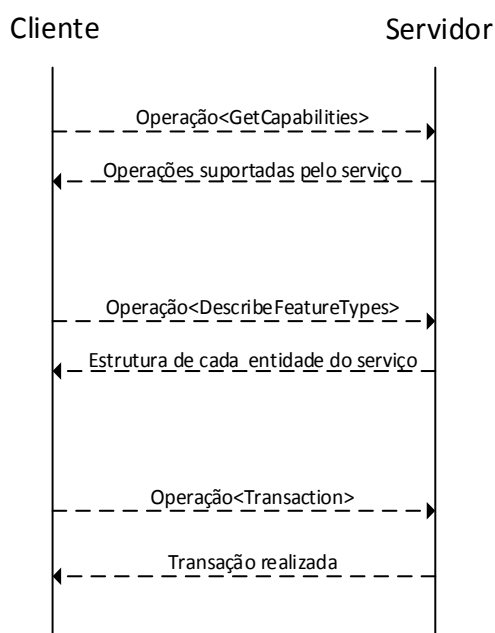 Cliente
Servidor
Operação<GetCapabilities>
Operações suportadas pelo serviço
Operação<DescribeFeatureTypes>
Estrutura de cada entidade do serviço
Operação<Transaction>
Transação realizada